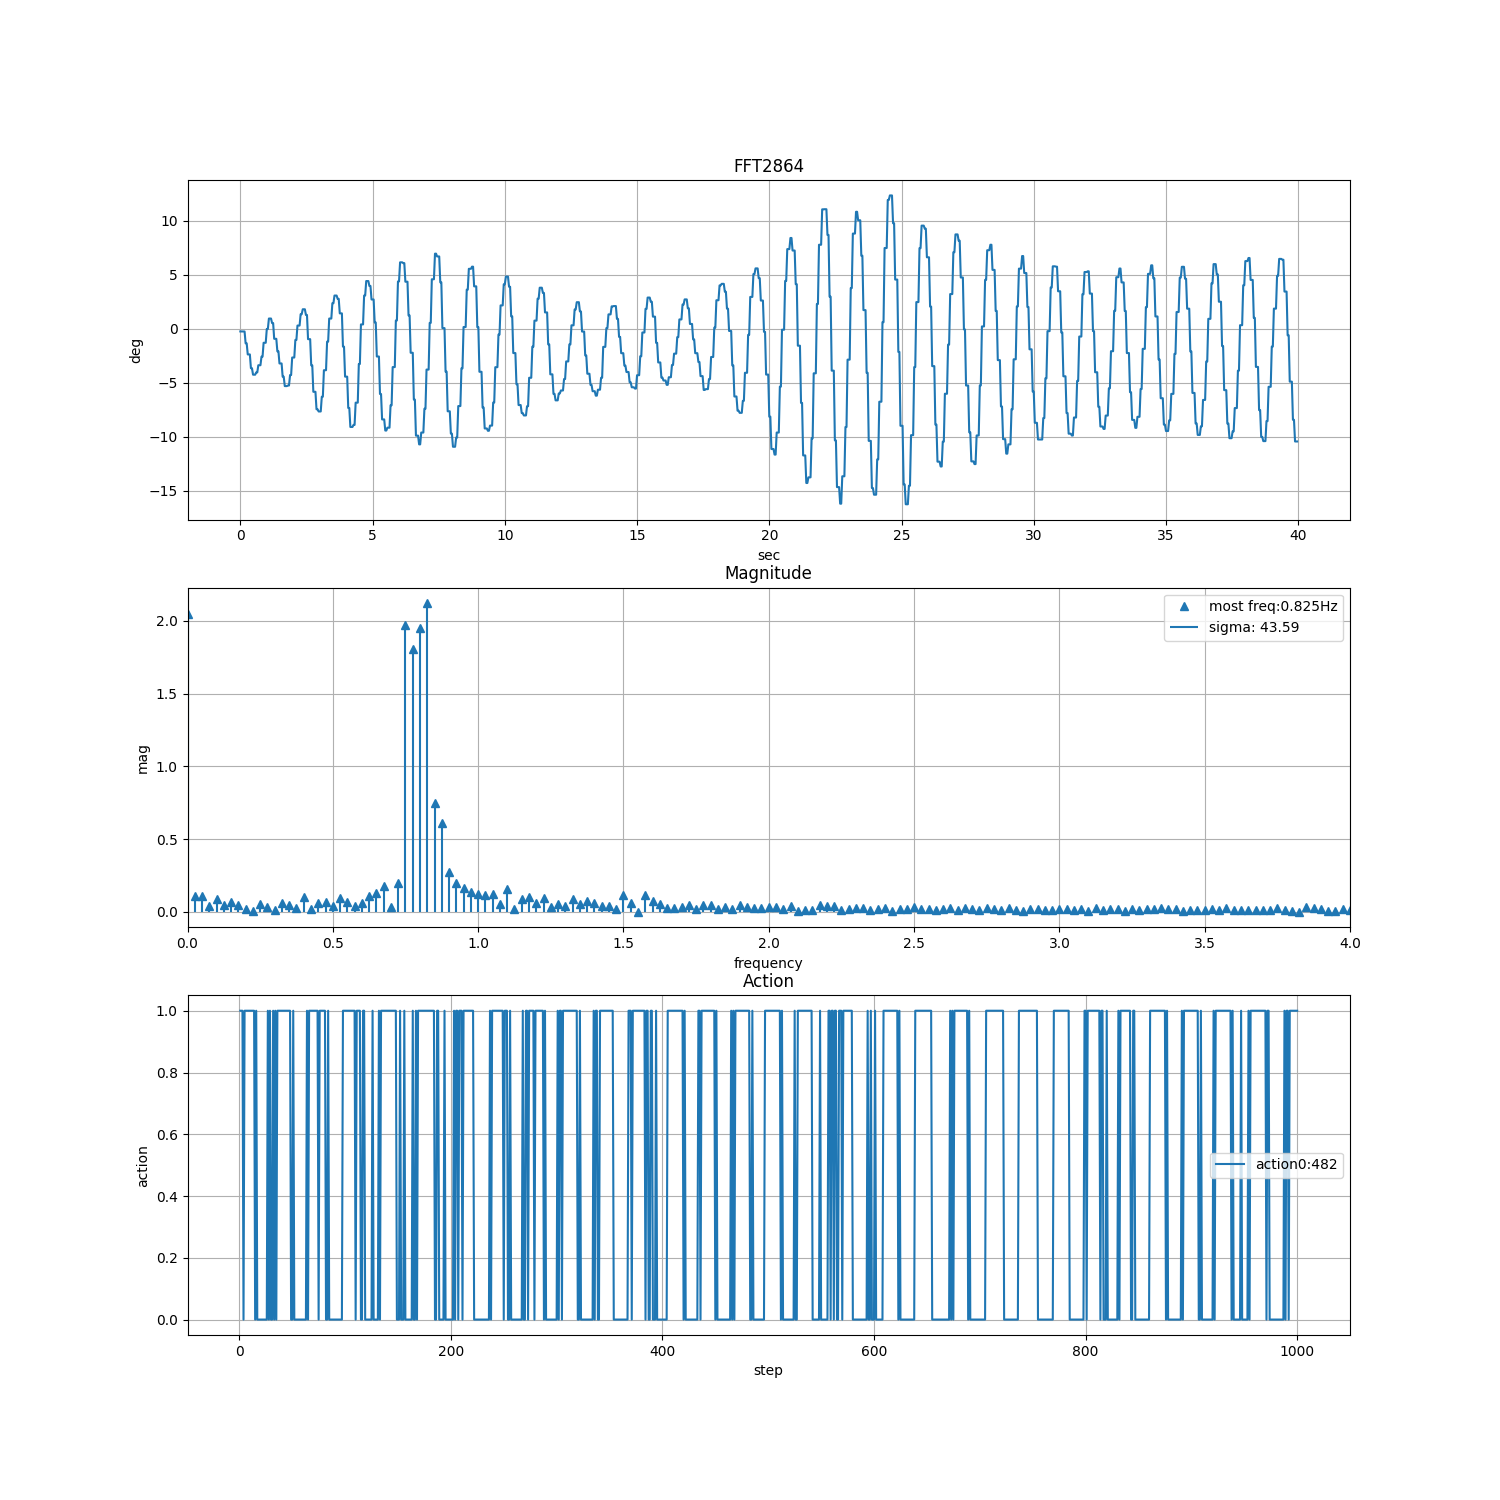 FFT2864
10
5
0
−5
−10
−15
deg
0 5 10 15 20 25 30 35 40
sec
Magnitude
most freq:0.825Hz
sigma: 43.59
2.0
1.5
1.0
0.5
0.0
mag
0.0 0.5 1.0 1.5 2.0 2.5 3.0 3.5 4.0
frequency
Action
1.0
0.8
0.6
0.4
0.2
0.0
action
action0:482
0 200 400 600 800 1000
step